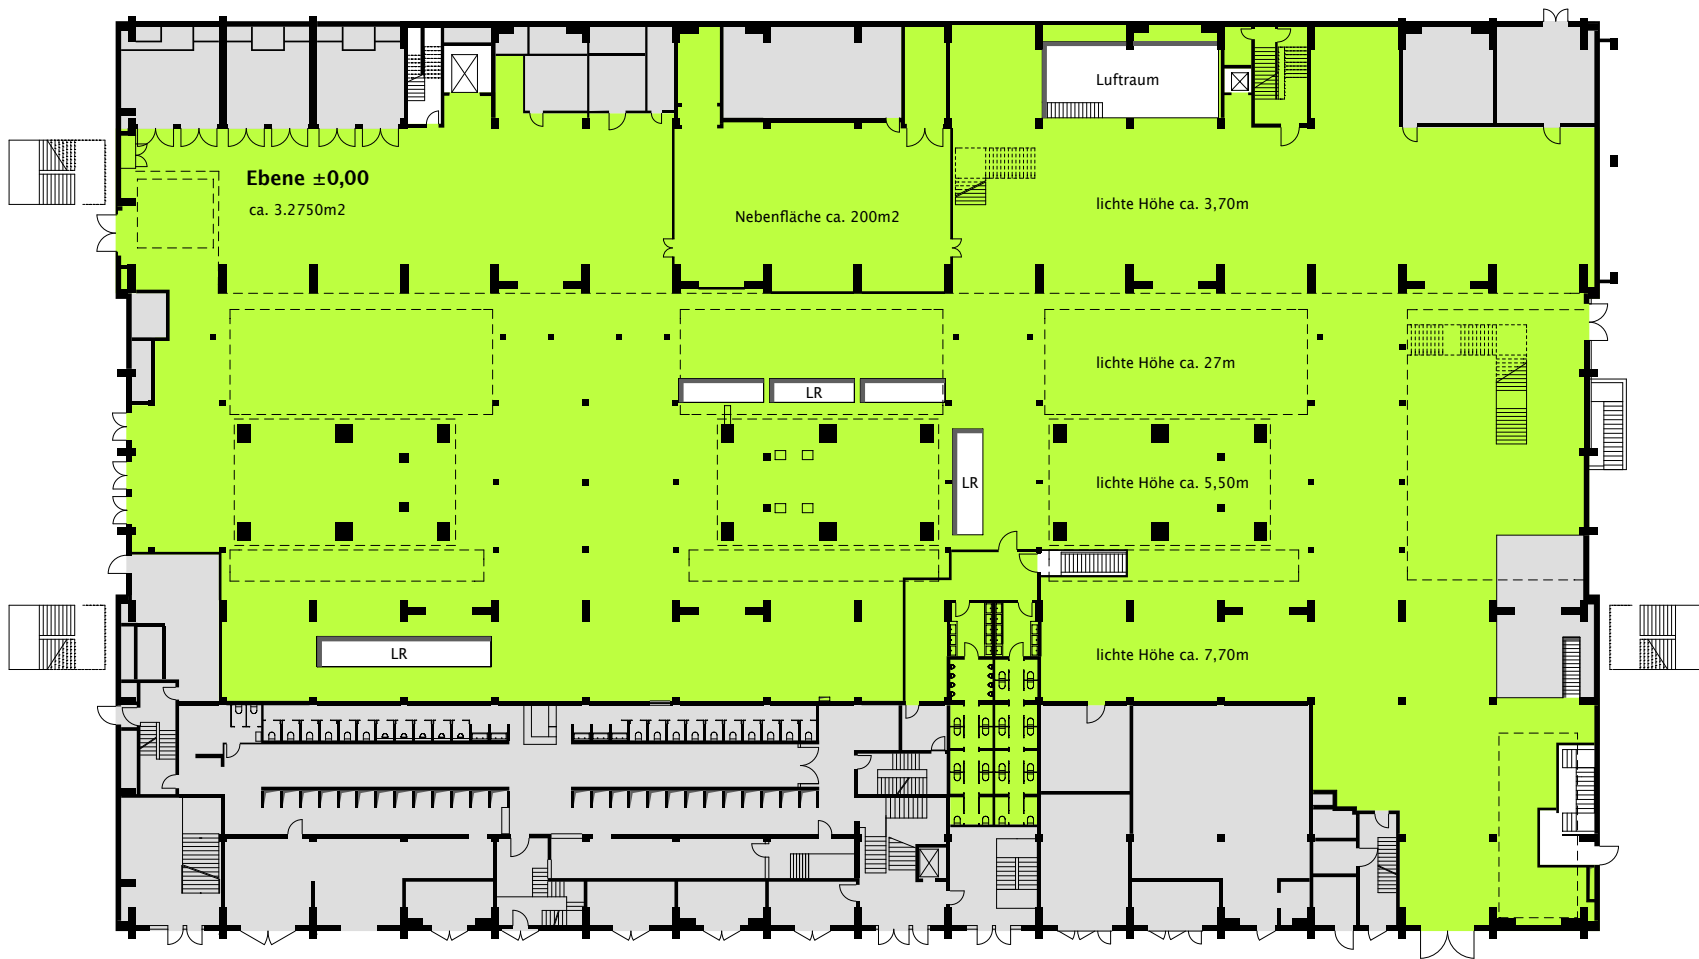 Luftraum
Ebene ±0,00
ca. 3.2750m2
Nebenfläche ca. 200m2
lichte Höhe ca. 3,70m
lichte Höhe ca. 27m
LR
lichte Höhe ca. 5,50m
LR
LR
lichte Höhe ca. 7,70m